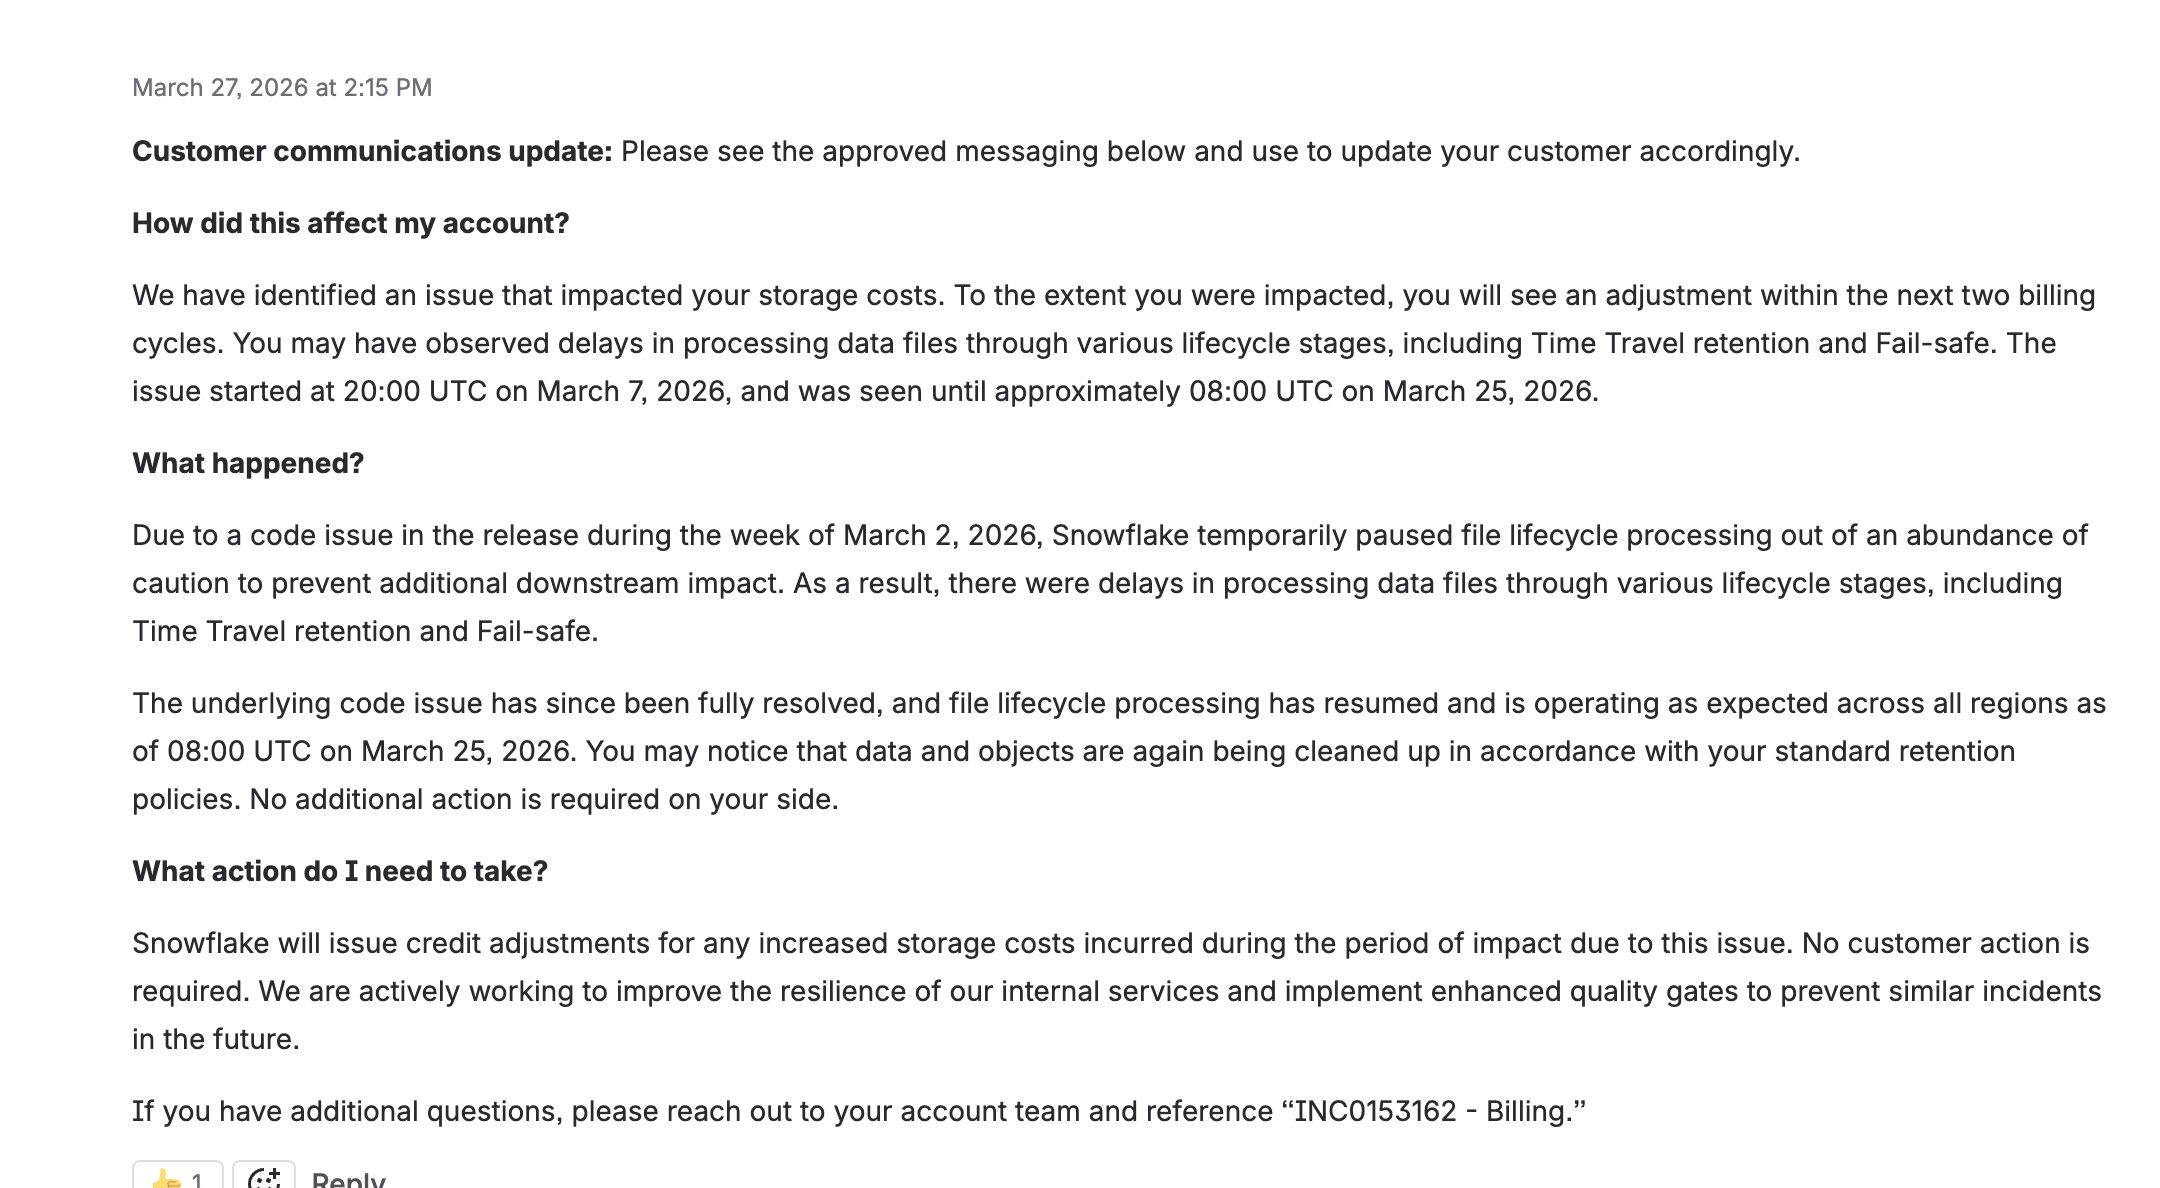 March 27, 2026 at 2:15 PM
Customer communications update: Please see the approved messaging below and use to update your customer accordingly.
How did this affect my account?
We have identified an issue that impacted your storage costs. To the extent you were impacted, you will see an adjustment within the next two billing
cycles. You may have observed delays in processing data files through various lifecycle stages, including Time Travel retention and Fail-safe. The
issue started at 20:00 UTC on March 7, 2026, and was seen until approximately 08:00 UTC on March 25, 2026.
What happened?
Due to a code issue in the release during the week of March 2, 2026, Snowflake temporarily paused file lifecycle processing out of an abundance of
caution to prevent additional downstream impact. As a result, there were delays in processing data files through various lifecycle stages, including
Time Travel retention and Fail-safe.
The underlying code issue has since been fully resolved, and file lifecycle processing has resumed and is operating as expected across all regions as
of 08:00 UTC on March 25, 2026. You may notice that data and objects are again being cleaned up in accordance with your standard retention
policies. No additional action is required on your side.
What action do I need to take?
Snowflake will issue credit adjustments for any increased storage costs incurred during the period of impact due to this issue. No customer action is
required. We are actively working to improve the resilience of our internal services and implement enhanced quality gates to prevent similar incidents
in the future.
If you have additional questions, please reach out to your account team and reference “INC0153162 - Billing.”
👍 1 Reply